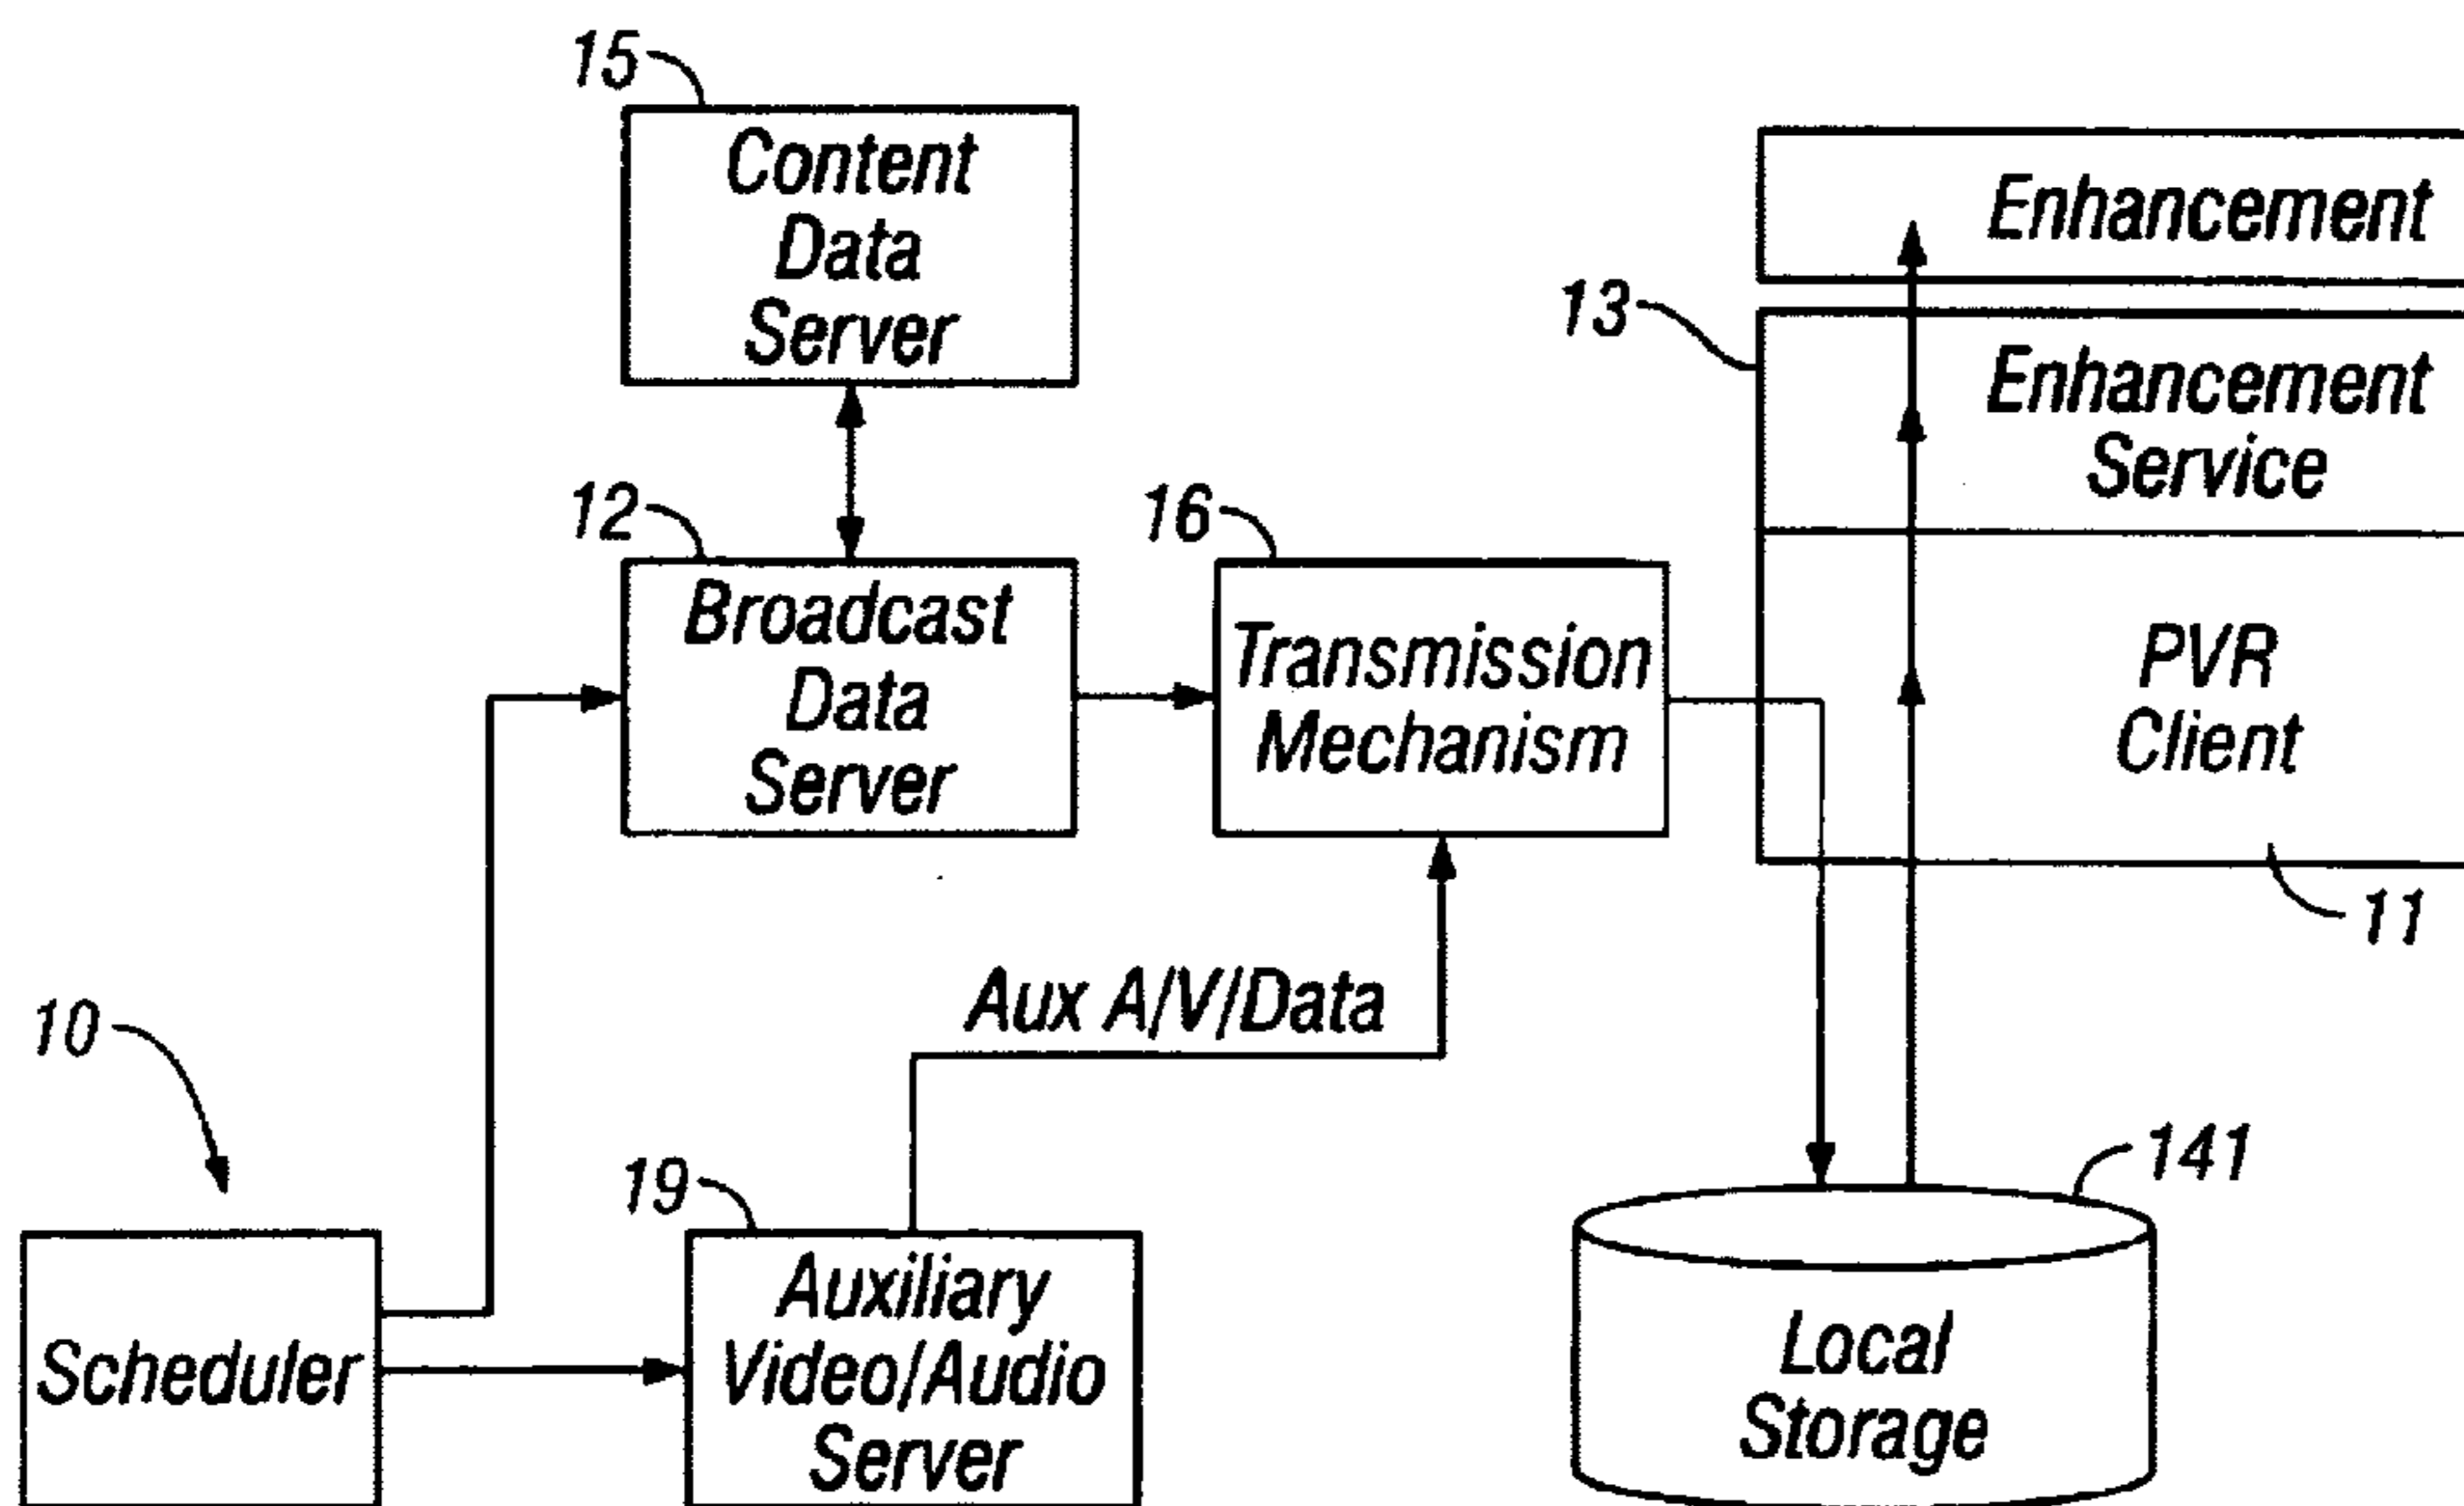 15
Content
Data
Server
12
Broadcast
Data
Server
16
Transmission
Mechanism
Enhancement
13
Enhancement
Service
PVR
Client
11
Aux A/V/Data
10
Scheduler
19
Auxiliary
Video/Audio
Server
141
Local
Storage